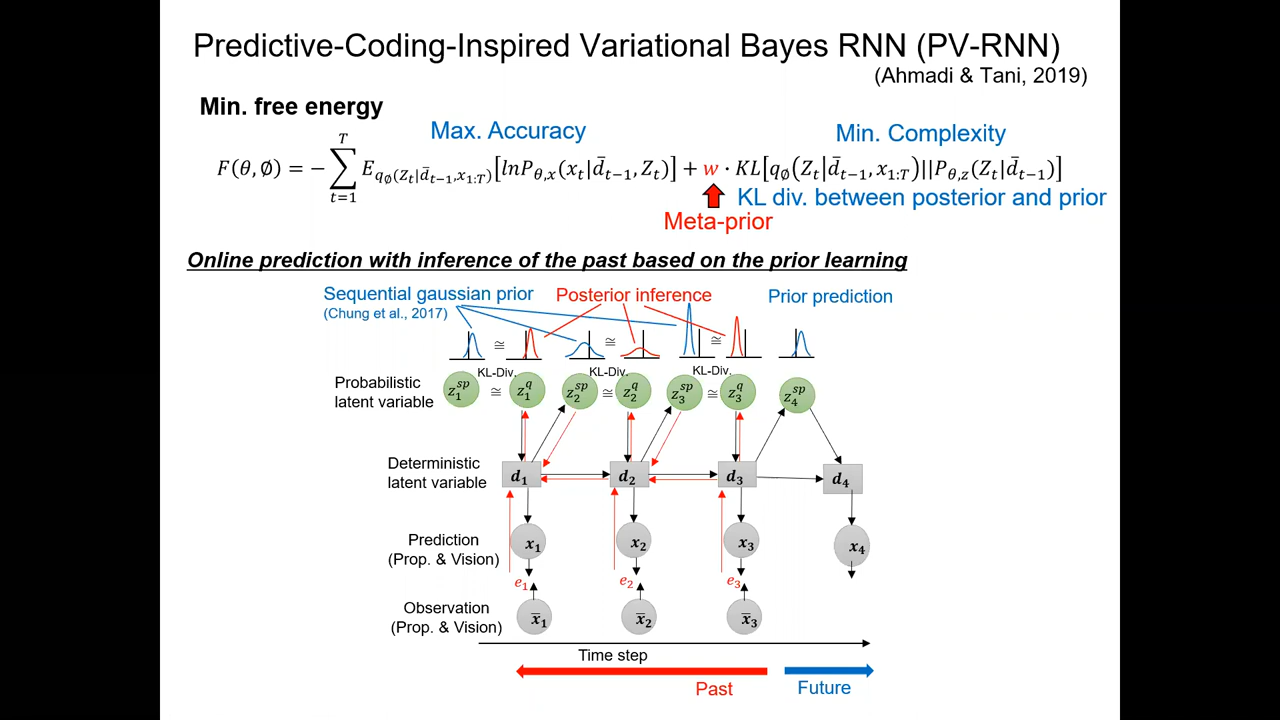 Predictive-Coding-Inspired Variational Bayes RNN (PV-RNN)
(Ahmadi & Tani, 2019)
Min. free energy
Max. Accuracy
Min. Complexity
F(θ,∅) = −∑_{t=1}^{T} E_{q_∅(Z_t|d̄_{t−1},x_{1:T})}[lnP_{θ,x}(x_t|d̄_{t−1},Z_t)] + w · KL[q_∅(Z_t|d̄_{t−1},x_{1:T})||P_{θ,z}(Z_t|d̄_{t−1})]
KL div. between posterior and prior
Meta-prior
Online prediction with inference of the past based on the prior learning
Sequential gaussian prior
(Chung et al., 2017)
Posterior inference
Prior prediction
≅ ≅ ≅
KL-Div. KL-Div. KL-Div.
Probabilistic
latent variable
z_1^{sp} ≅ z_1^q z_2^{sp} ≅ z_2^q z_3^{sp} ≅ z_3^q z_4^{sp}
Deterministic
latent variable
d_1 d_2 d_3 d_4
Prediction
(Prop. & Vision)
x_1 x_2 x_3 x_4
e_1 e_2 e_3
Observation
(Prop. & Vision)
x̄_1 x̄_2 x̄_3
Time step
Past
Future